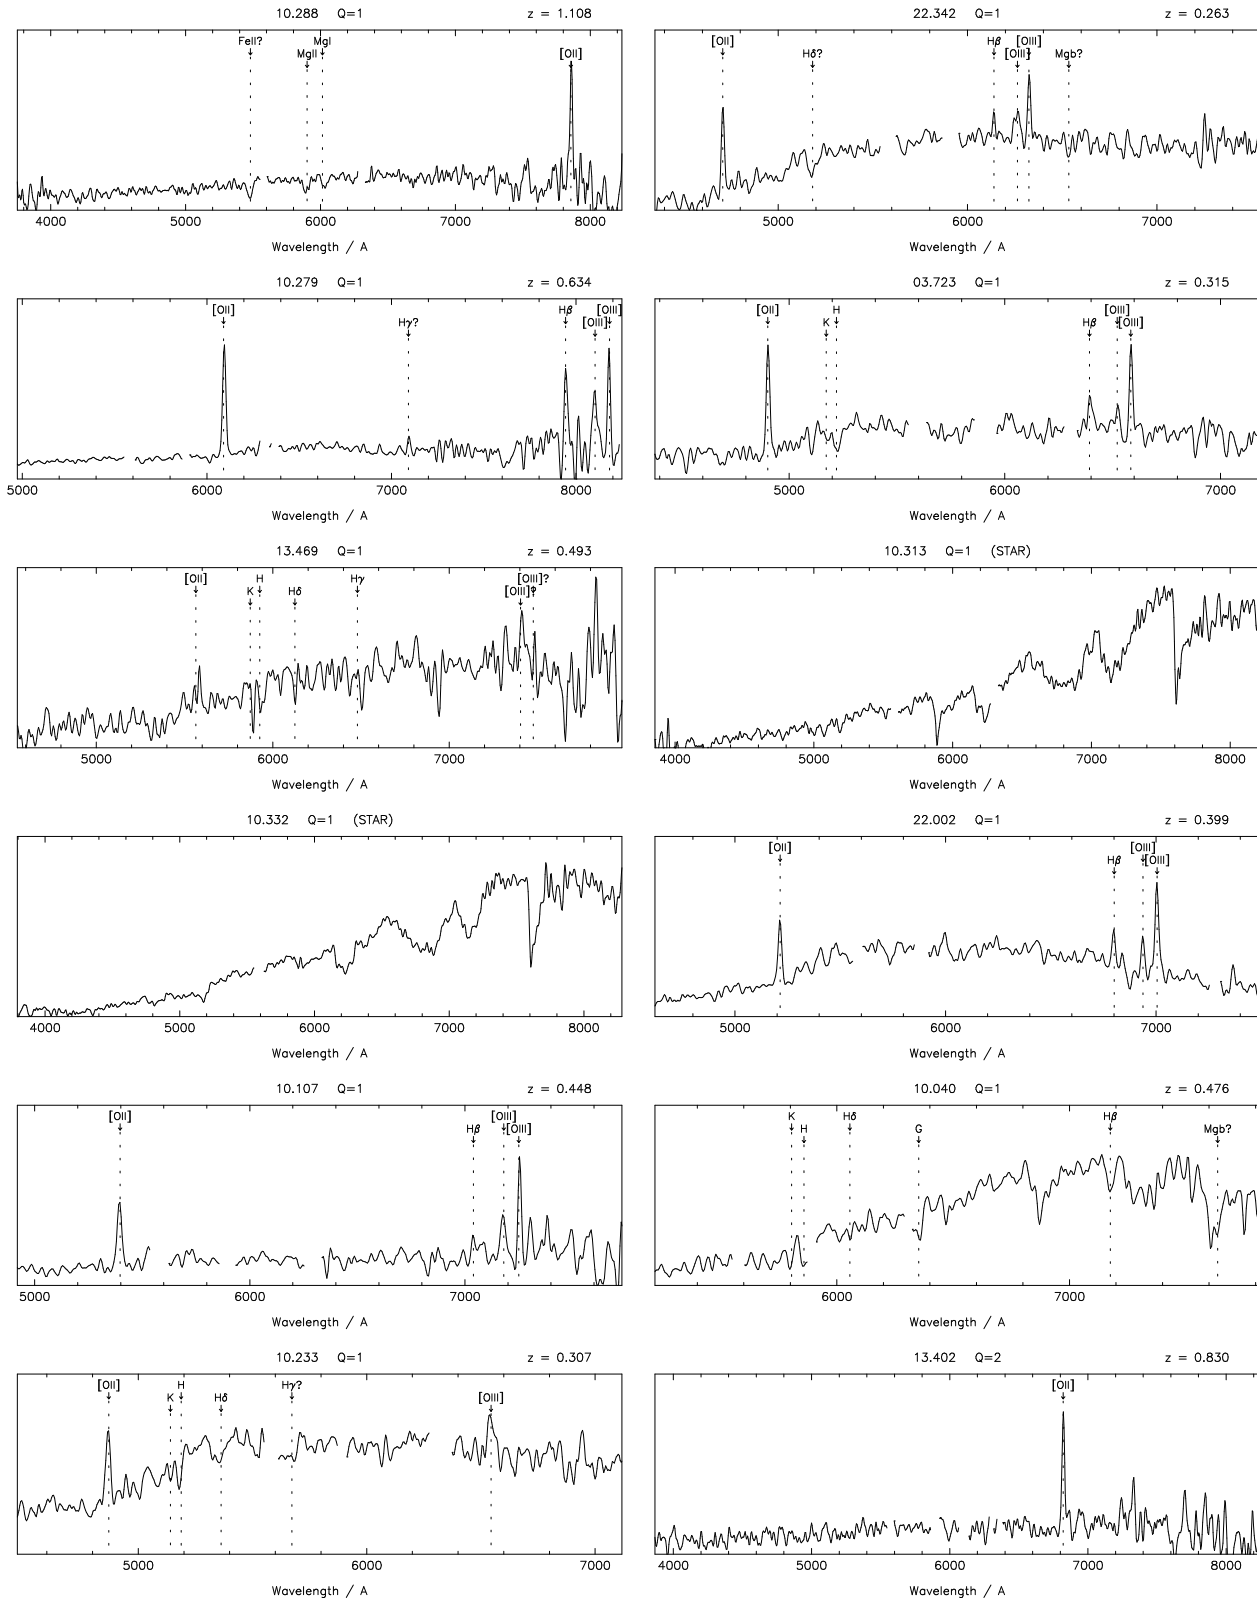 10.288 Q=1 z = 1.108
FeII? MgII MgI [OII]
4000 5000 6000 7000 8000
Wavelength / A
22.342 Q=1 z = 0.263
[OII] Hδ? Hβ [OIII] [OIII] Mgb?
5000 6000 7000
Wavelength / A
10.279 Q=1 z = 0.634
[OII] Hγ? Hβ [OIII] [OIII]
5000 6000 7000 8000
Wavelength / A
03.723 Q=1 z = 0.315
[OII] K H Hβ [OIII] [OIII]
5000 6000 7000
Wavelength / A
13.469 Q=1 z = 0.493
[OII] K H Hδ Hγ [OIII]? [OIII]?
5000 6000 7000
Wavelength / A
10.313 Q=1 (STAR)
4000 5000 6000 7000 8000
Wavelength / A
10.332 Q=1 (STAR)
4000 5000 6000 7000 8000
Wavelength / A
22.002 Q=1 z = 0.399
[OII] Hβ [OIII] [OIII]
5000 6000 7000
Wavelength / A
10.107 Q=1 z = 0.448
[OII] Hβ [OIII] [OIII]
5000 6000 7000
Wavelength / A
10.040 Q=1 z = 0.476
K H Hδ G Hβ Mgb?
6000 7000
Wavelength / A
10.233 Q=1 z = 0.307
[OII] K H Hδ Hγ? [OIII]
5000 6000 7000
Wavelength / A
13.402 Q=2 z = 0.830
[OII]
4000 5000 6000 7000 8000
Wavelength / A